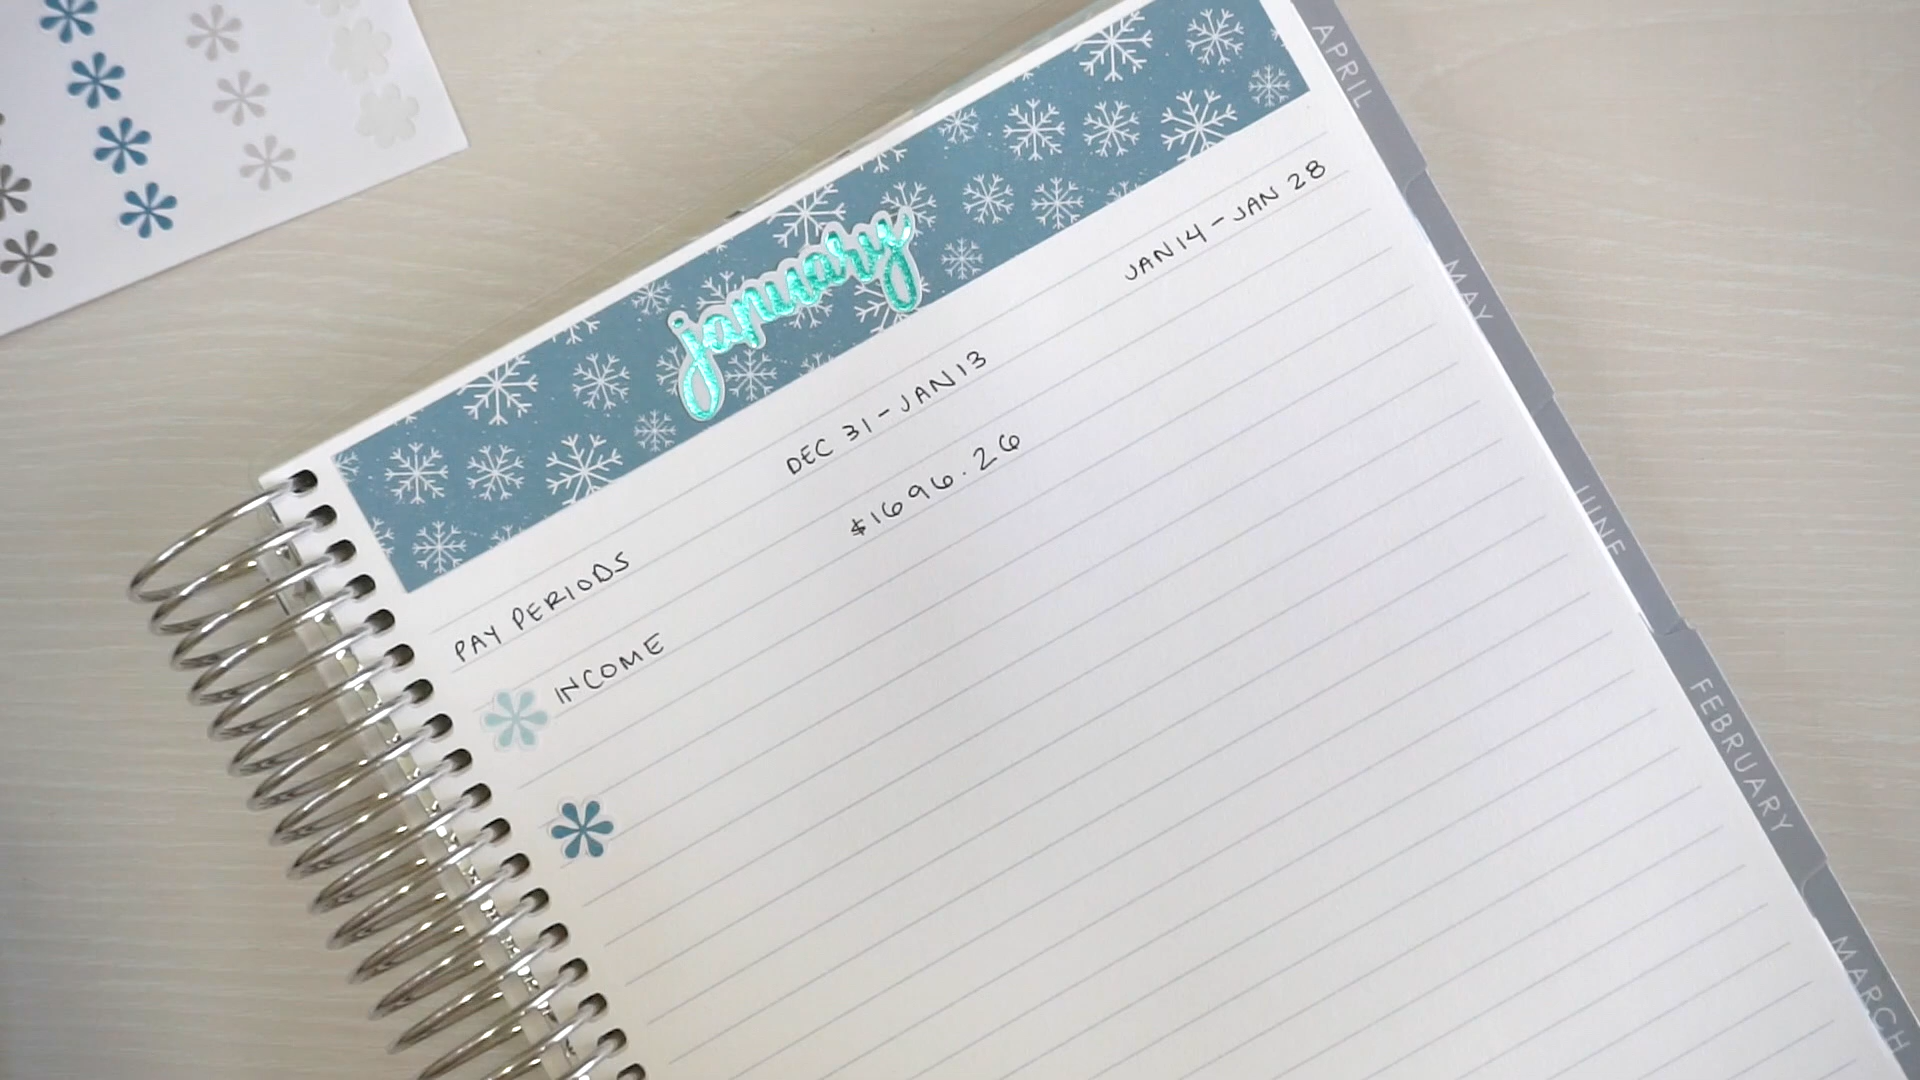 january
PAY PERIODS DEC 31 - JAN 13 JAN 14 - JAN 28
INCOME $1696.26
APRIL
MAY
JUNE
FEBRUARY
MARCH